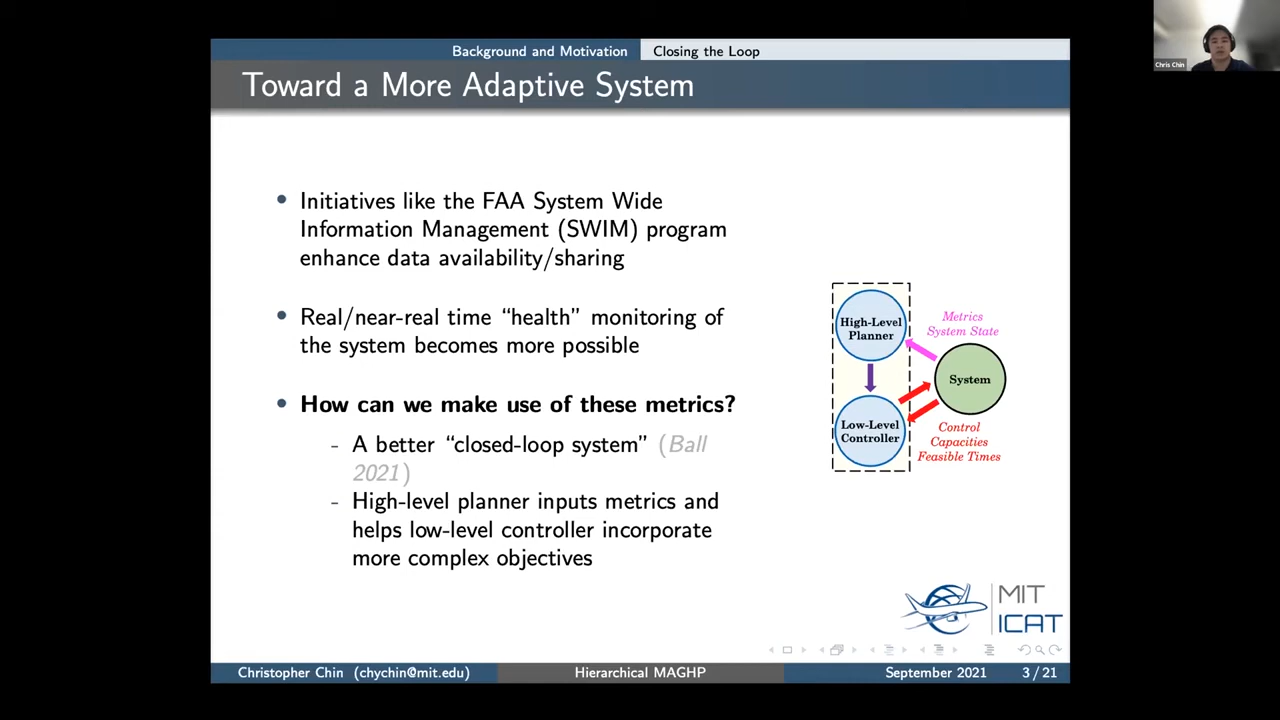 Background and Motivation
Closing the Loop
Toward a More Adaptive System
Initiatives like the FAA System Wide
Information Management (SWIM) program
enhance data availability/sharing
Real/near-real time “health” monitoring of
the system becomes more possible
How can we make use of these metrics?
- A better “closed-loop system” (Ball
2021)
- High-level planner inputs metrics and
helps low-level controller incorporate
more complex objectives
High-Level
Planner
Metrics
System State
System
Low-Level
Controller
Control
Capacities
Feasible Times
MIT
ICAT
Christopher Chin (chychin@mit.edu)
Hierarchical MAGHP
September 2021
3 / 21
Chris Chin